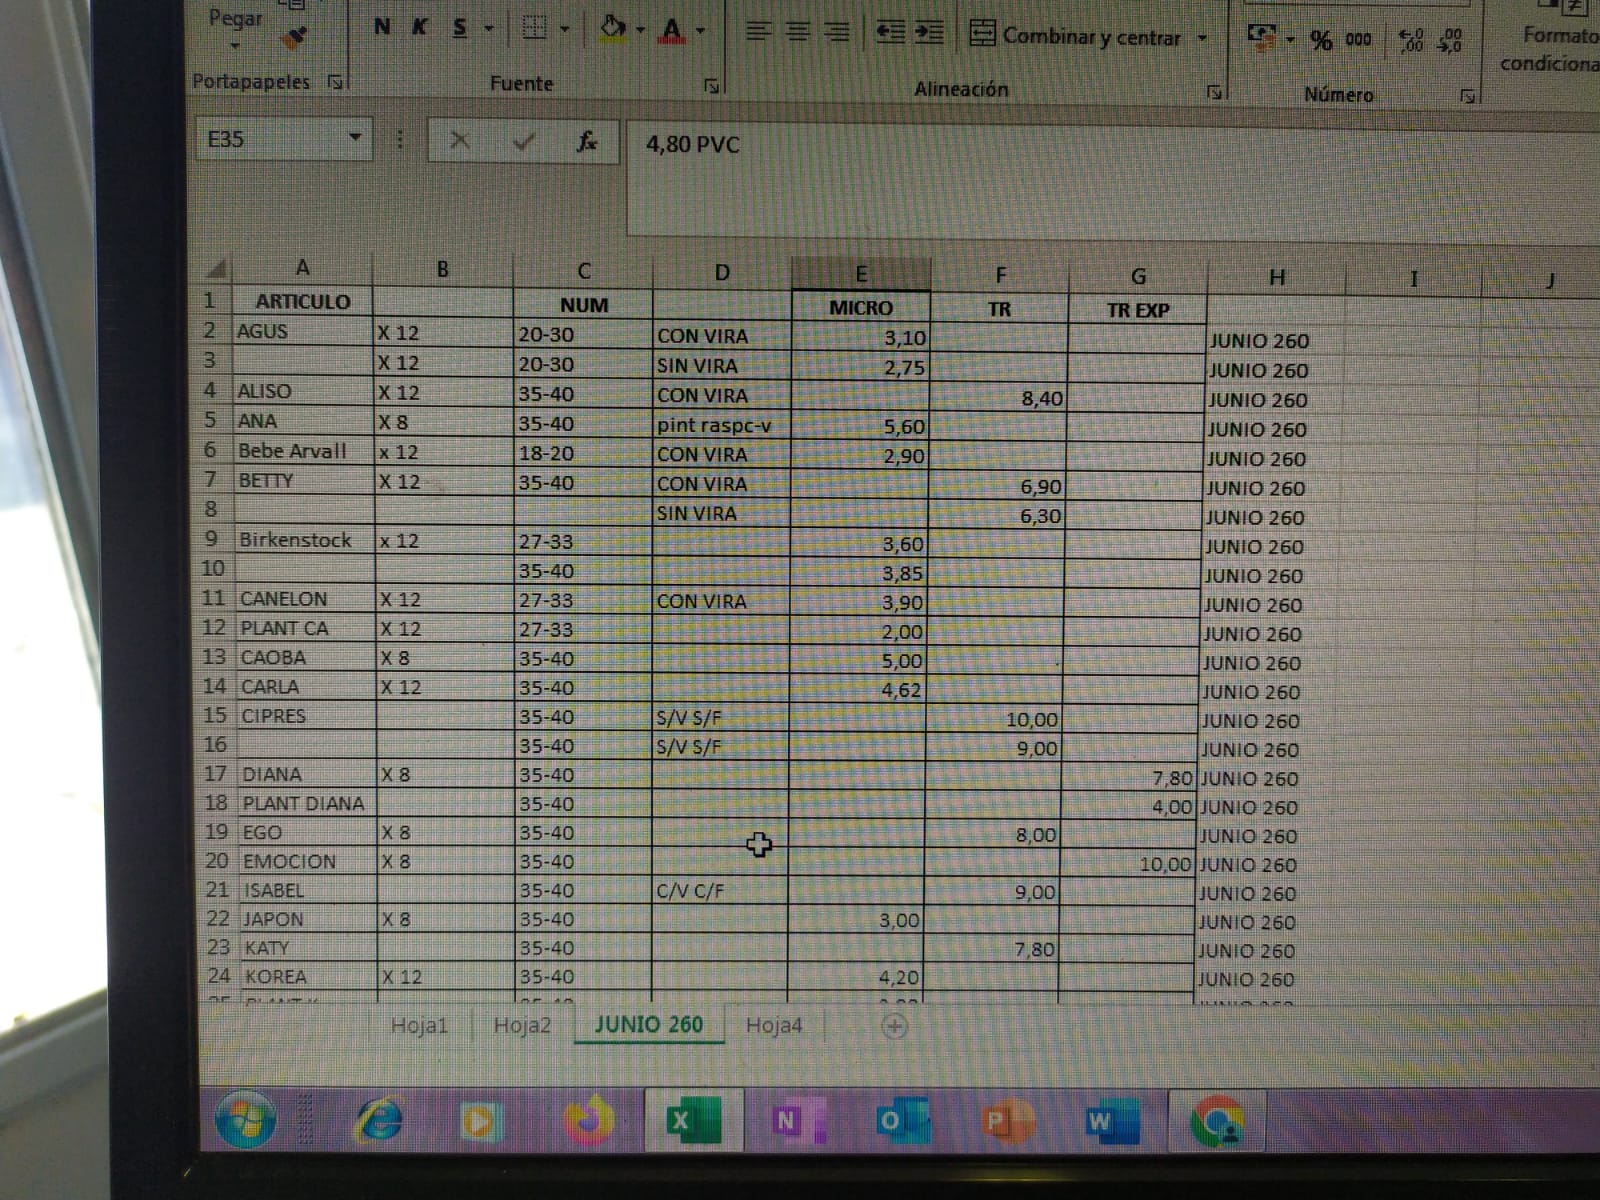 Pegar
N K S
Combinar y centrar
% 000
Formato
condiciona
Portapapeles
Fuente
Alineación
Número
E35
fx
4,80 PVC
A B C D E F G H I J
1 ARTICULO NUM MICRO TR TR EXP
2 AGUS X 12 20-30 CON VIRA 3,10 JUNIO 260
3 X 12 20-30 SIN VIRA 2,75 JUNIO 260
4 ALISO X 12 35-40 CON VIRA 8,40 JUNIO 260
5 ANA X 8 35-40 pint raspc-v 5,60 JUNIO 260
6 Bebe Arvall x 12 18-20 CON VIRA 2,90 JUNIO 260
7 BETTY X 12 35-40 CON VIRA 6,90 JUNIO 260
8 SIN VIRA 6,30 JUNIO 260
9 Birkenstock x 12 27-33 3,60 JUNIO 260
10 35-40 3,85 JUNIO 260
11 CANELON X 12 27-33 CON VIRA 3,90 JUNIO 260
12 PLANT CA X 12 27-33 2,00 JUNIO 260
13 CAOBA X 8 35-40 5,00 JUNIO 260
14 CARLA X 12 35-40 4,62 JUNIO 260
15 CIPRES 35-40 S/V S/F 10,00 JUNIO 260
16 35-40 S/V S/F 9,00 JUNIO 260
17 DIANA X 8 35-40 7,80 JUNIO 260
18 PLANT DIANA 35-40 4,00 JUNIO 260
19 EGO X 8 35-40 8,00 JUNIO 260
20 EMOCION X 8 35-40 10,00 JUNIO 260
21 ISABEL 35-40 C/V C/F 9,00 JUNIO 260
22 JAPON X 8 35-40 3,00 JUNIO 260
23 KATY 35-40 7,80 JUNIO 260
24 KOREA X 12 35-40 4,20 JUNIO 260
Hoja1 Hoja2 JUNIO 260 Hoja4
X N O P W